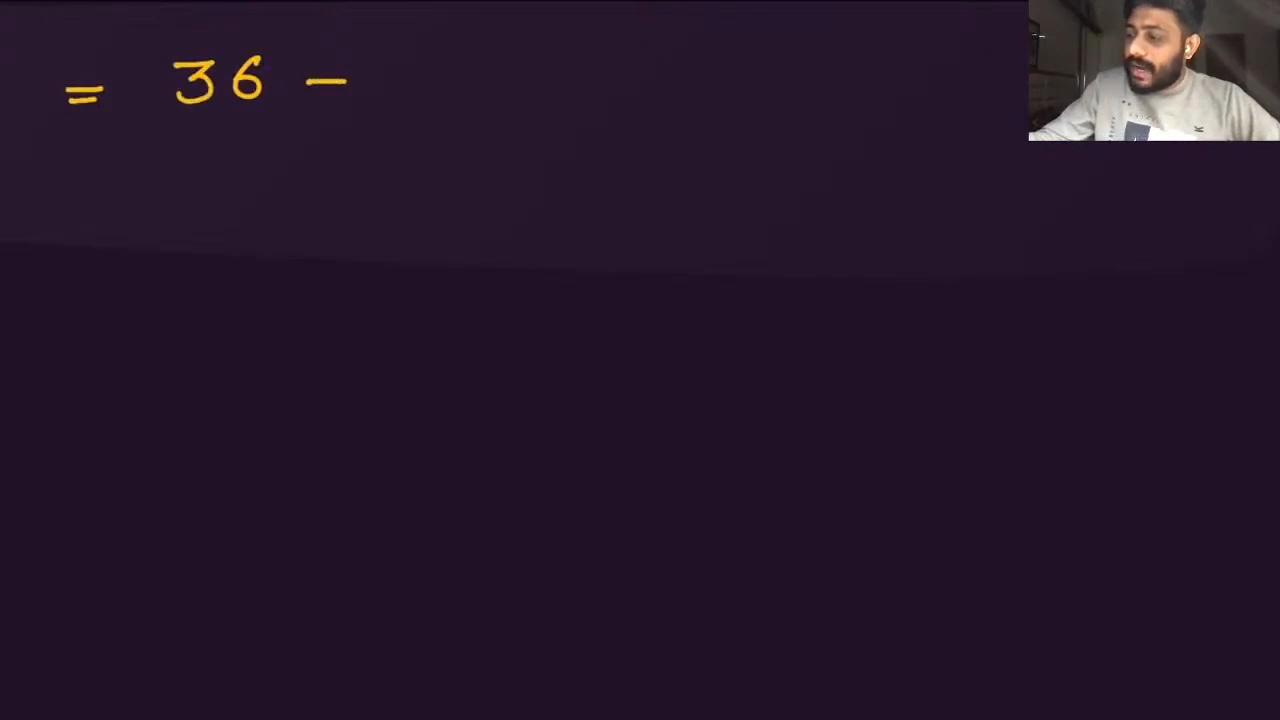 = 36 -